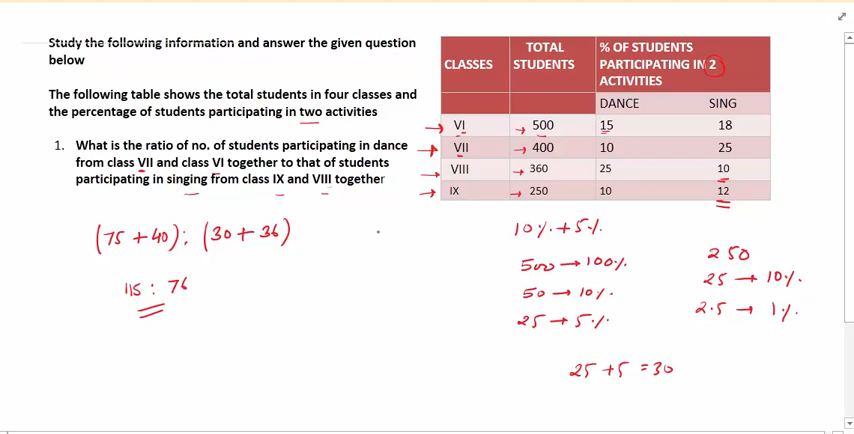 Study the following information and answer the given question
below
The following table shows the total students in four classes and
the percentage of students participating in two activities
1. What is the ratio of no. of students participating in dance
from class VII and class VI together to that of students
participating in singing from class IX and VIII together
CLASSES TOTAL STUDENTS % OF STUDENTS PARTICIPATING IN 2 ACTIVITIES
DANCE SING
VI 500 15 18
VII 400 10 25
VIII 360 25 10
IX 250 10 12
(75 + 40) : (30 + 36)
115 : 76
10% + 5%
500 → 100%
50 → 10%
25 → 5%
250
25 → 10%
2.5 → 1%
25 + 5 = 30